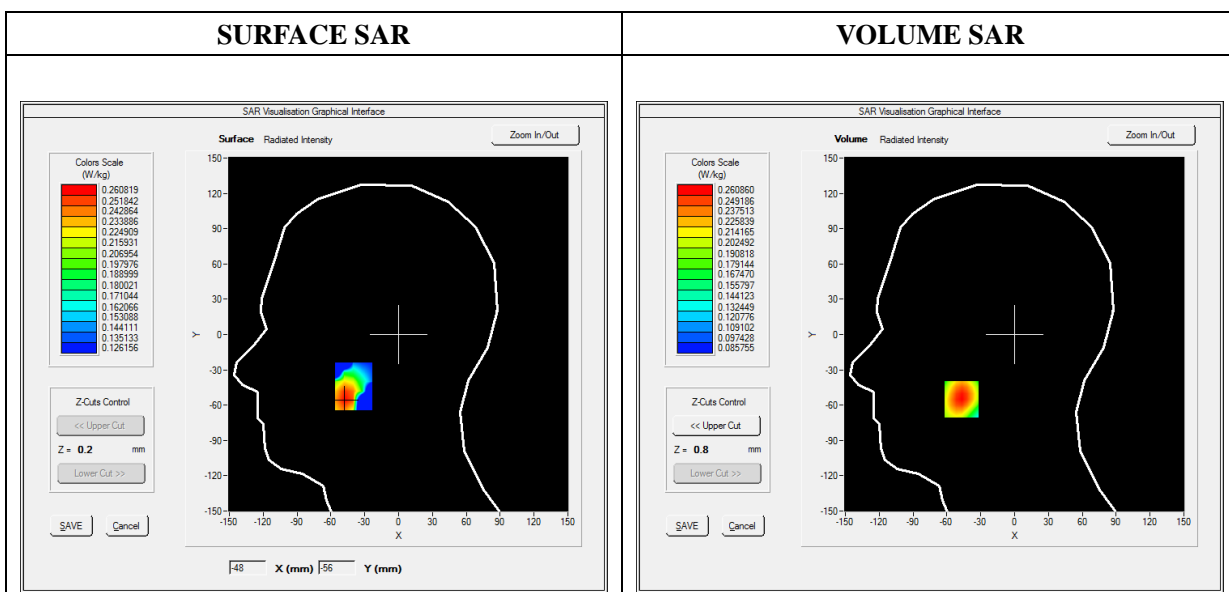 SURFACE SAR
VOLUME SAR
SAR Visualisation Graphical Interface
Surface Radiated Intensity
Zoom In/Out
Colors Scale
(W/kg)
0.260819
0.251842
0.242864
0.233886
0.224909
0.215931
0.206954
0.197976
0.188999
0.180021
0.171044
0.162066
0.153088
0.144111
0.135133
0.126156
Z-Cuts Control
<< Upper Cut
Z = 0.2 mm
Lower Cut >>
SAVE Cancel
150
120
90
60
30
Y 0
-30
-60
-90
-120
-150
-150 -120 -90 -60 -30 0 30 60 90 120 150
X
-48 X (mm) -56 Y (mm)
SAR Visualisation Graphical Interface
Volume Radiated Intensity
Zoom In/Out
Colors Scale
(W/kg)
0.260860
0.249186
0.237513
0.225839
0.214165
0.202492
0.190818
0.179144
0.167470
0.155797
0.144123
0.132449
0.120776
0.109102
0.097428
0.085755
Z-Cuts Control
<< Upper Cut
Z = 0.8 mm
Lower Cut >>
SAVE Cancel
150
120
90
60
30
Y 0
-30
-60
-90
-120
-150
-150 -120 -90 -60 -30 0 30 60 90 120 150
X